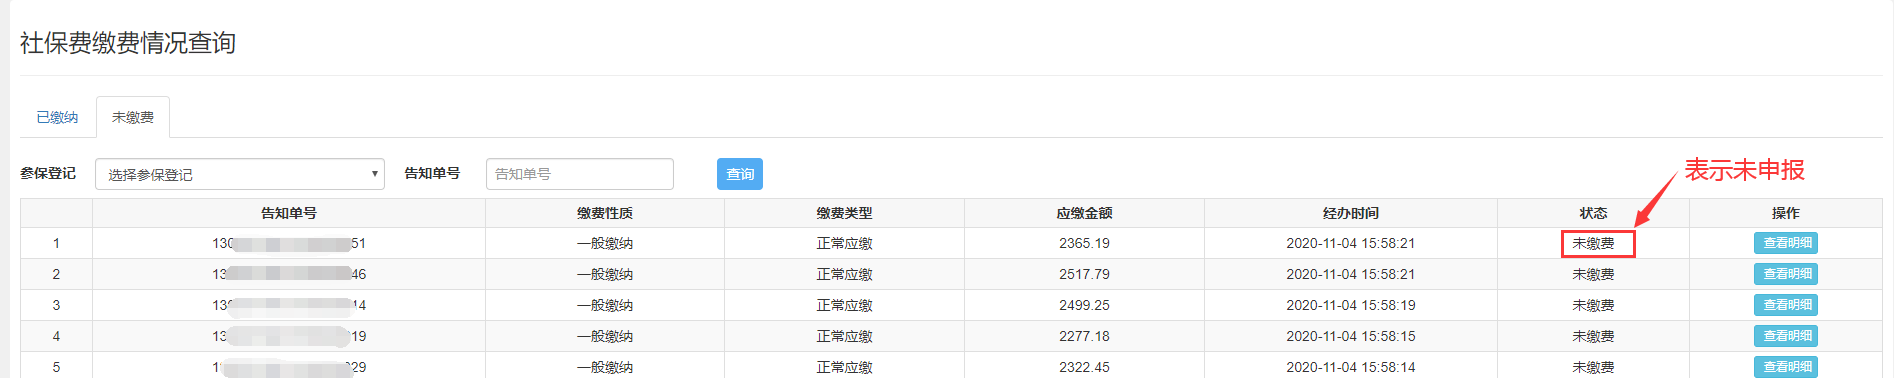 社保费缴费情况查询
已缴纳 未缴费
参保登记 选择参保登记 告知单号 告知单号 查询
表示未申报
告知单号 缴费性质 缴费类型 应缴金额 经办时间 状态 操作
1 130 51 一般缴纳 正常应缴 2365.19 2020-11-04 15:58:21 未缴费 查看明细
2 13 46 一般缴纳 正常应缴 2517.79 2020-11-04 15:58:21 未缴费 查看明细
3 13 14 一般缴纳 正常应缴 2499.25 2020-11-04 15:58:19 未缴费 查看明细
4 13 19 一般缴纳 正常应缴 2277.18 2020-11-04 15:58:15 未缴费 查看明细
5 29 一般缴纳 正常应缴 2322.45 2020-11-04 15:58:14 未缴费 查看明细